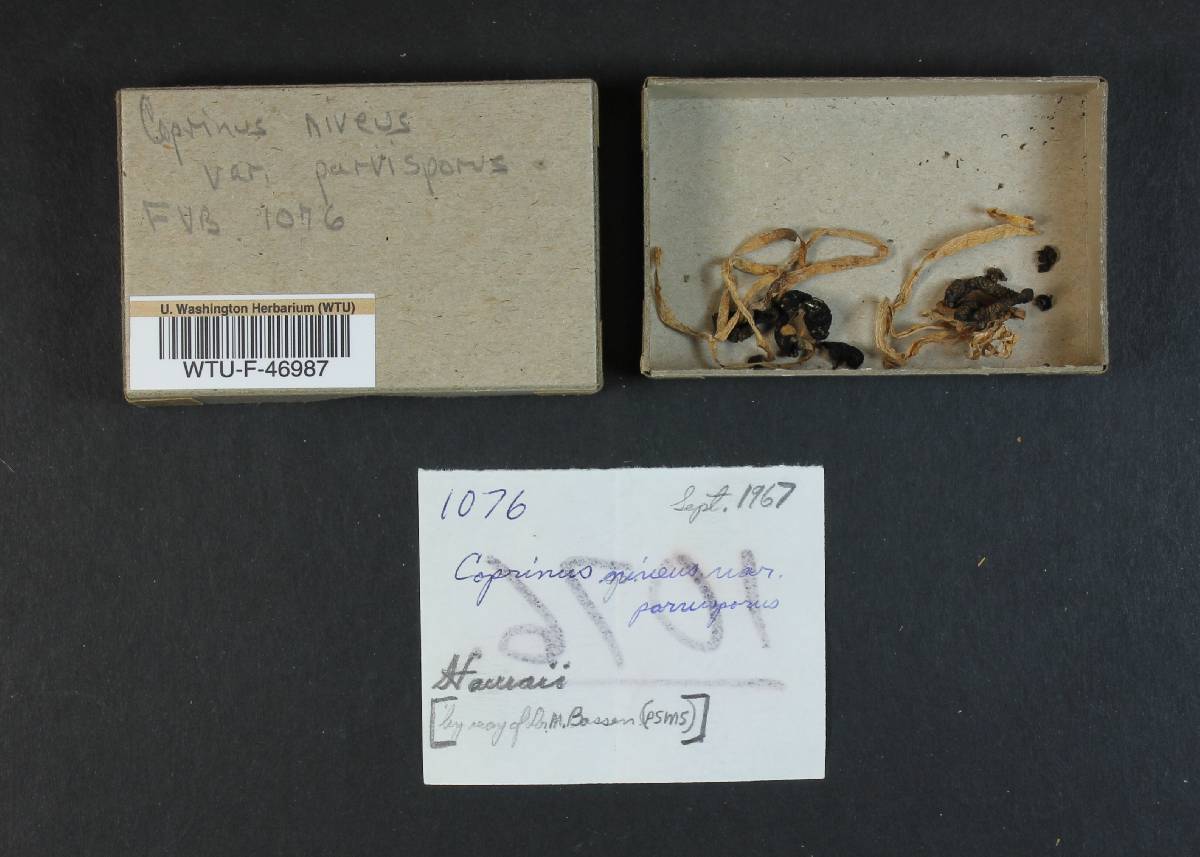 Coprinus niveus
var. parvisporus
FVB 1076
U. Washington Herbarium (WTU)
WTU-F-46987
1076 Sept. 1967
Coprinus niveus var.
parvisporus
1076
Hawaii
[by way of Dr. M. Bassen (PSMS)]